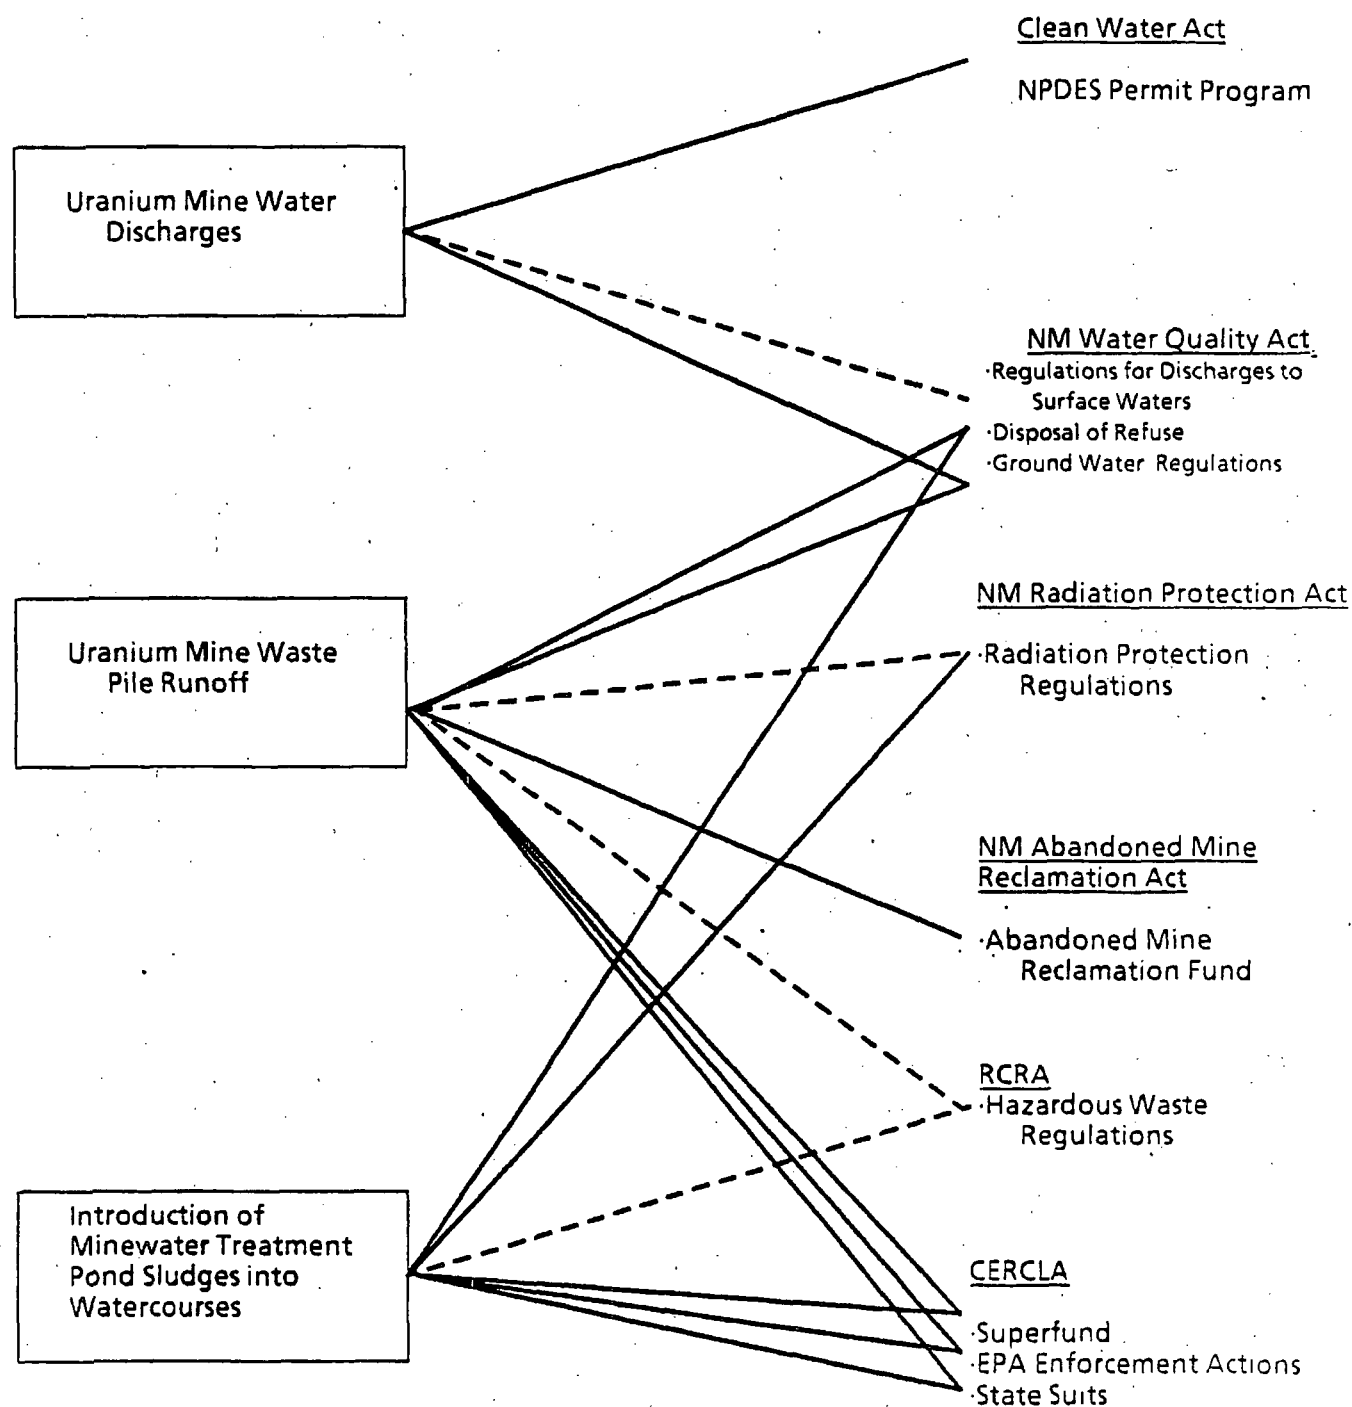 Clean Water Act
NPDES Permit Program
Uranium Mine Water
Discharges
NM Water Quality Act
·Regulations for Discharges to
Surface Waters
·Disposal of Refuse
·Ground Water Regulations
NM Radiation Protection Act
Uranium Mine Waste
Pile Runoff
·Radiation Protection
Regulations
NM Abandoned Mine
Reclamation Act
·Abandoned Mine
Reclamation Fund
RCRA
·Hazardous Waste
Regulations
Introduction of
Minewater Treatment
Pond Sludges into
Watercourses
CERCLA
·Superfund
·EPA Enforcement Actions
·State Suits